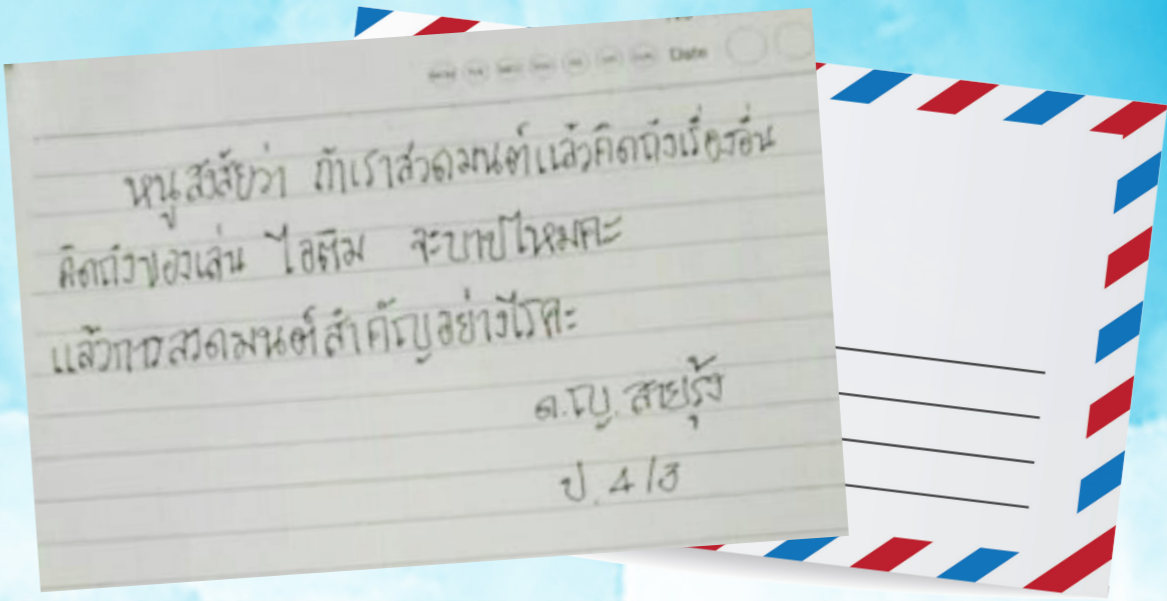 Date
หนูสงสัยว่า ถ้าเราสวดมนต์แล้วคิดถึงเรื่องอื่น
คิดถึงของเล่น ไอติม จะบาปไหมคะ
แล้วการสวดมนต์สำคัญอย่างไรคะ
ด.ญ. สายรุ้ง
ป. 4/3